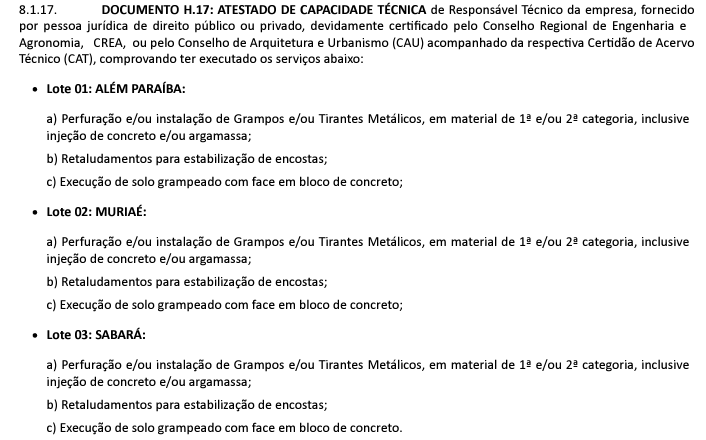 8.1.17. DOCUMENTO H.17: ATESTADO DE CAPACIDADE TÉCNICA de Responsável Técnico da empresa, fornecido
por pessoa jurídica de direito público ou privado, devidamente certificado pelo Conselho Regional de Engenharia e
Agronomia, CREA, ou pelo Conselho de Arquitetura e Urbanismo (CAU) acompanhado da respectiva Certidão de Acervo
Técnico (CAT), comprovando ter executado os serviços abaixo:
• Lote 01: ALÉM PARAÍBA:
a) Perfuração e/ou instalação de Grampos e/ou Tirantes Metálicos, em material de 1ª e/ou 2ª categoria, inclusive
injeção de concreto e/ou argamassa;
b) Retaludamentos para estabilização de encostas;
c) Execução de solo grampeado com face em bloco de concreto;
• Lote 02: MURIAÉ:
a) Perfuração e/ou instalação de Grampos e/ou Tirantes Metálicos, em material de 1ª e/ou 2ª categoria, inclusive
injeção de concreto e/ou argamassa;
b) Retaludamentos para estabilização de encostas;
c) Execução de solo grampeado com face em bloco de concreto;
• Lote 03: SABARÁ:
a) Perfuração e/ou instalação de Grampos e/ou Tirantes Metálicos, em material de 1ª e/ou 2ª categoria, inclusive
injeção de concreto e/ou argamassa;
b) Retaludamentos para estabilização de encostas;
c) Execução de solo grampeado com face em bloco de concreto.